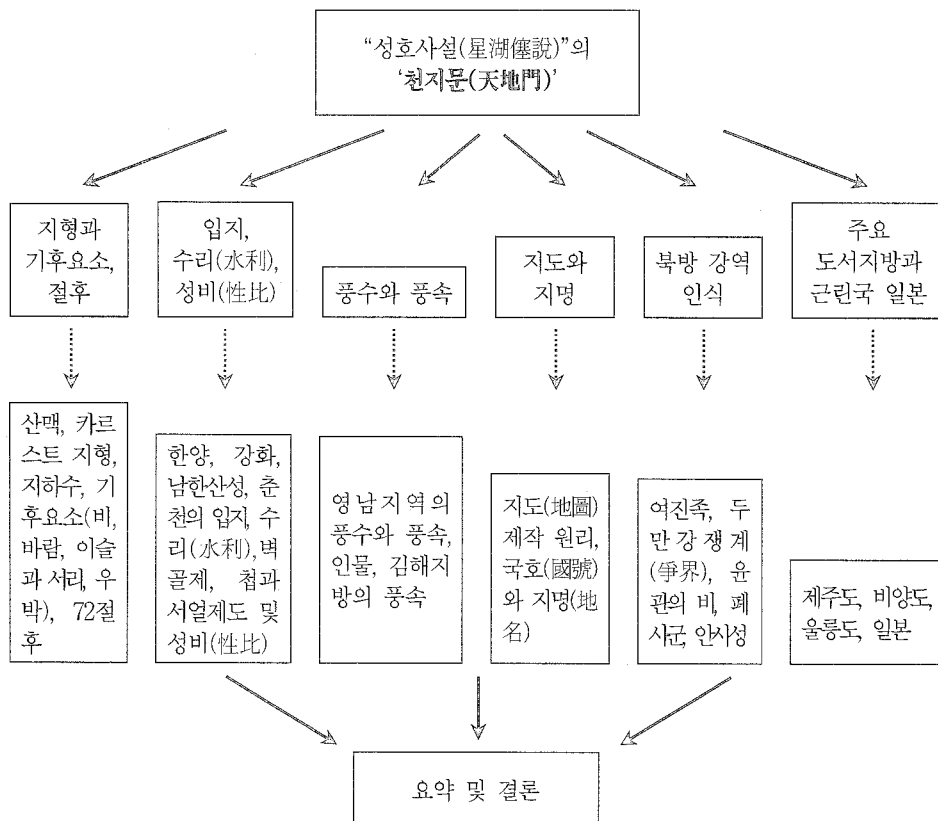 “성호사설(星湖僿說)”의
‘천지문(天地門)’
지형과
기후요소,
절후
입지,
수리(水利),
성비(性比)
풍수와 풍속
지도와
지명
북방 강역
인식
주요
도서지방과
근린국 일본
산맥, 카르
스트 지형,
지하수, 기
후요소(비,
바람, 이슬
과 서리, 우
박), 72절
후
한양, 강화,
남한산성, 춘
천의 입지, 수
리(水利), 벽
골제, 첩과
서얼제도 및
성비(性比)
영남지역의
풍수와 풍속,
인물, 김해지
방의 풍속
지도(地圖)
제작 원리,
국호(國號)
와 지명(地
名)
여진족, 두
만강 쟁계
(爭界), 윤
관의 비, 폐
사군, 안시성
제주도, 비양도,
울릉도, 일본
요약 및 결론